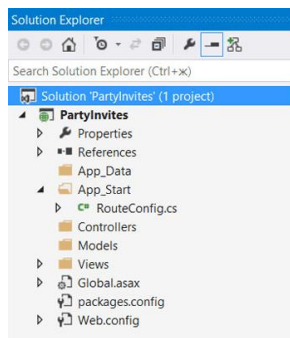 Solution Explorer
Search Solution Explorer (Ctrl+ж)
Solution 'PartyInvites' (1 project)
PartyInvites
Properties
References
App_Data
App_Start
C# RouteConfig.cs
Controllers
Models
Views
Global.asax
packages.config
Web.config